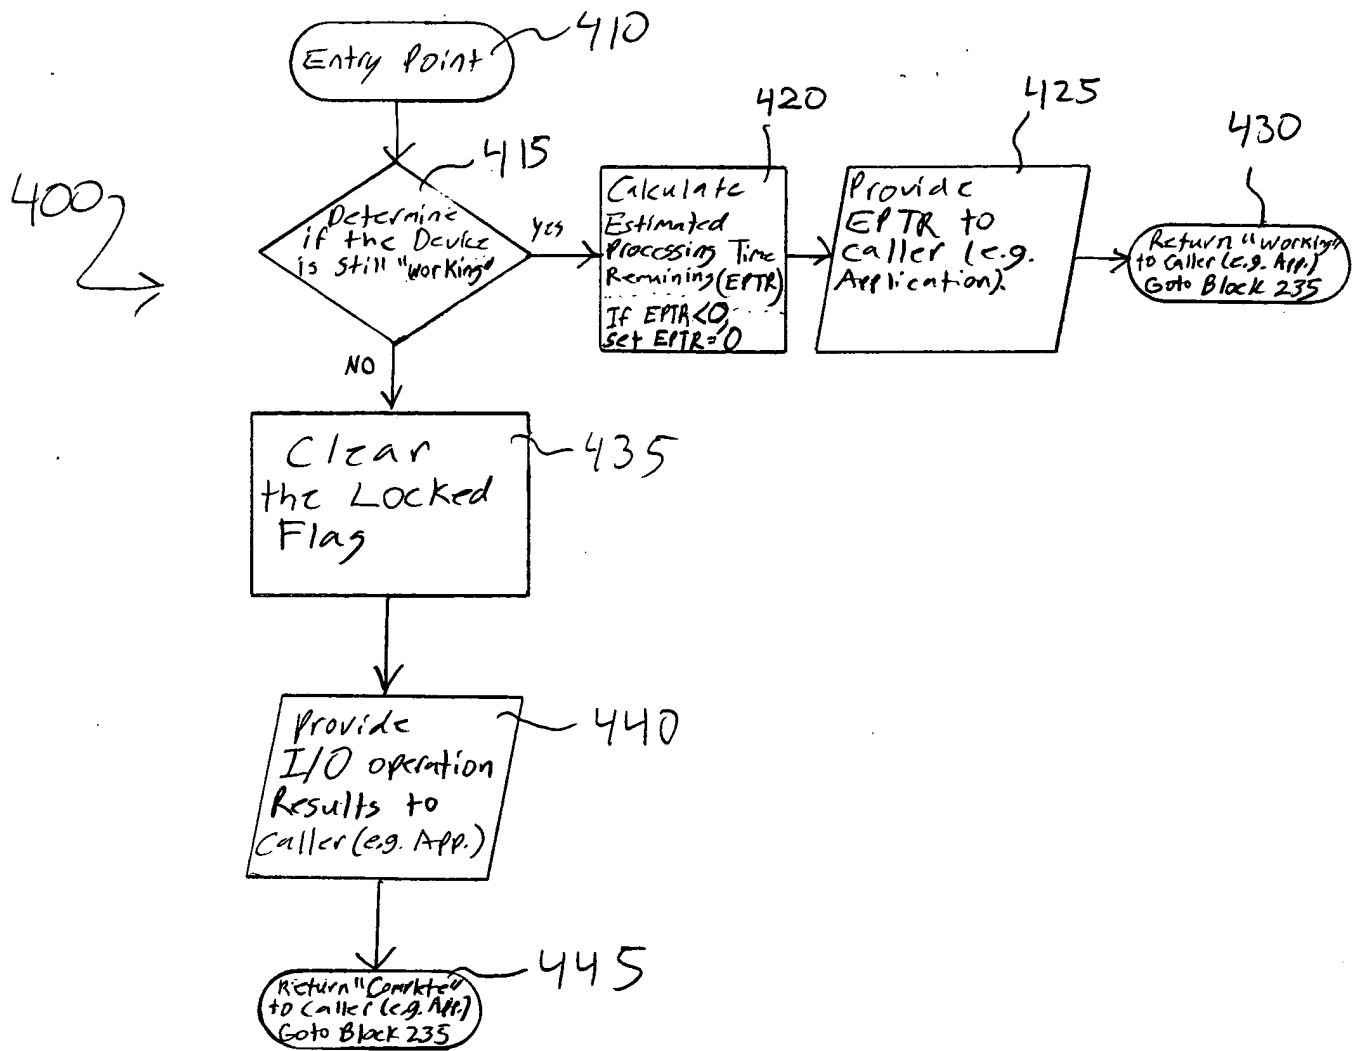 410
Entry Point
415
400
Determine
if the Device
is still "working"
Yes
420
Calculate
Estimated
Processing Time
Remaining (EPTR)
If EPTR<0,
set EPTR=0
425
Provide
EPTR to
caller (e.g.
Application).
430
Return "working"
to caller (e.g. App.)
Goto Block 235
NO
435
Clear
the Locked
Flag
440
Provide
I/O operation
Results to
Caller (e.g. App.)
445
Return "Complete"
to caller (e.g. App)
Goto Block 235